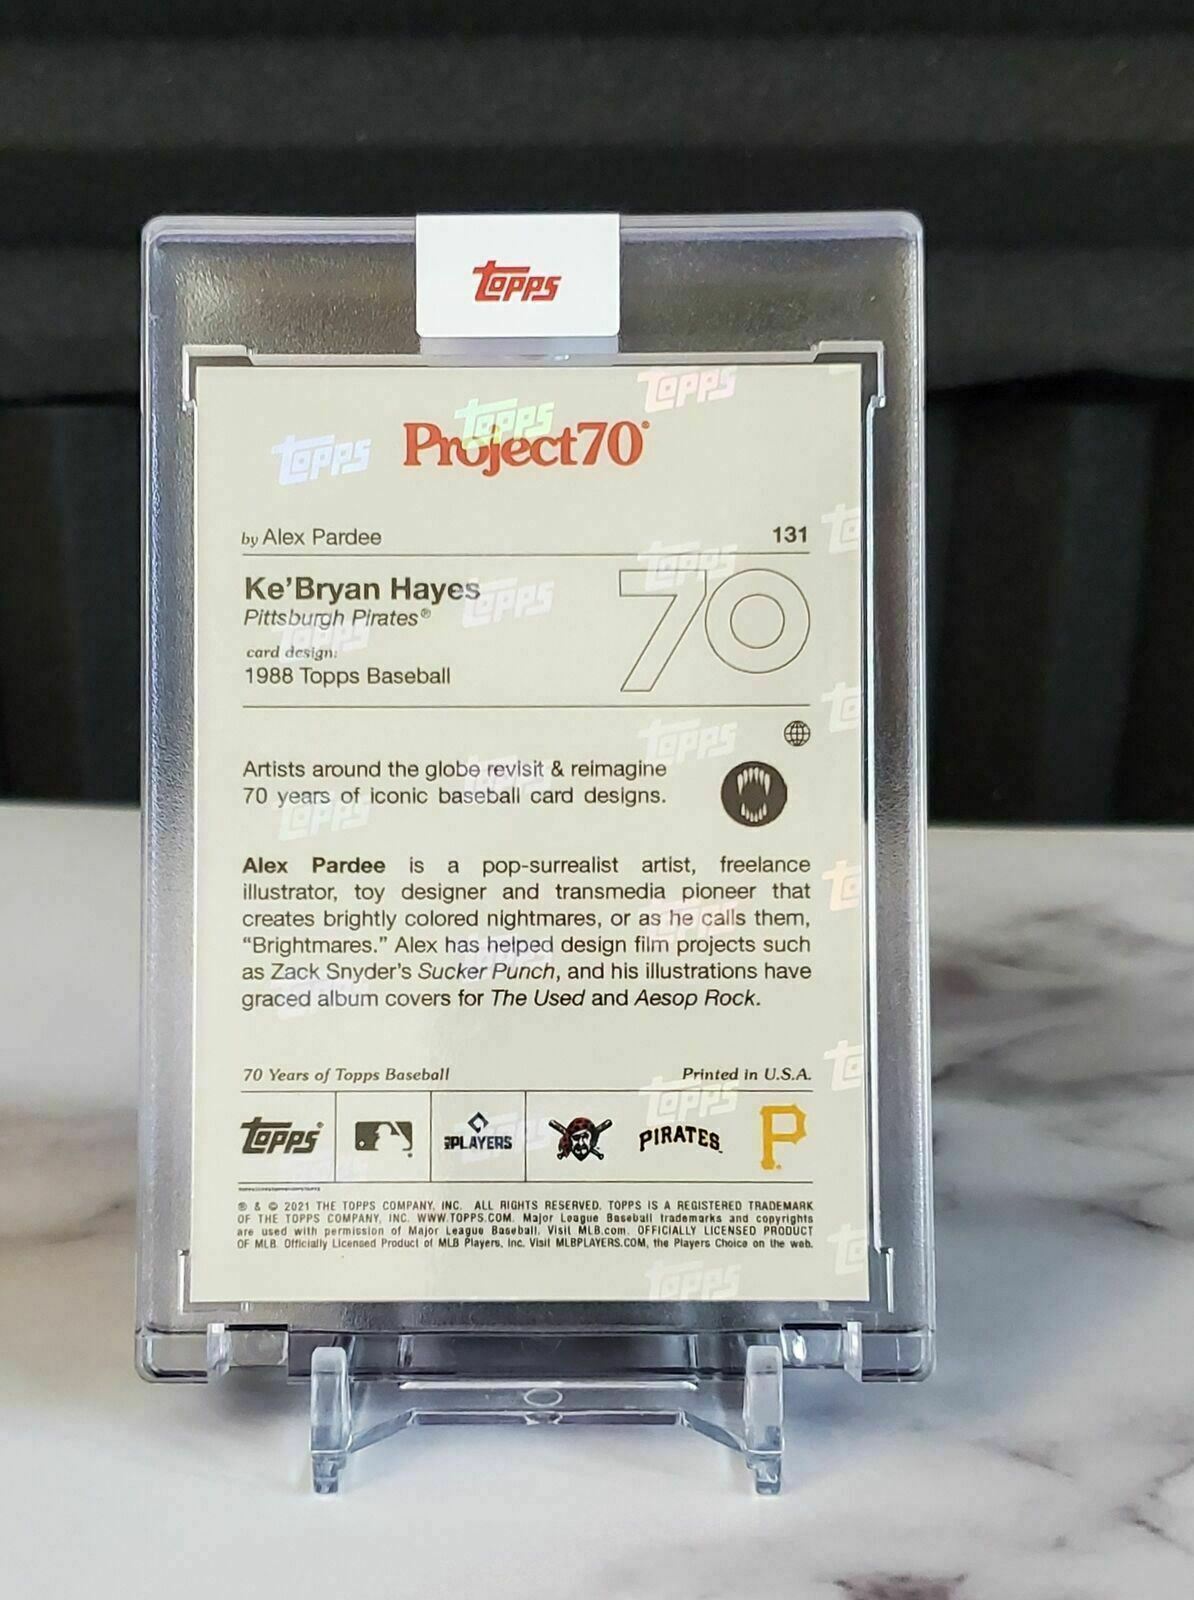 Topps
Project70
by Alex Pardee 131
Ke'Bryan Hayes
Pittsburgh Pirates®
card design:
1988 Topps Baseball
70
Artists around the globe revisit & reimagine
70 years of iconic baseball card designs.
Alex Pardee is a pop-surrealist artist, freelance
illustrator, toy designer and transmedia pioneer that
creates brightly colored nightmares, or as he calls them,
“Brightmares.” Alex has helped design film projects such
as Zack Snyder's Sucker Punch, and his illustrations have
graced album covers for The Used and Aesop Rock.
70 Years of Topps Baseball Printed in U.S.A.
Topps PLAYERS PIRATES P
® & © 2021 THE TOPPS COMPANY, INC. ALL RIGHTS RESERVED. TOPPS IS A REGISTERED TRADEMARK
OF THE TOPPS COMPANY, INC. WWW.TOPPS.COM. Major League Baseball trademarks and copyrights
are used with permission of Major League Baseball. Visit MLB.com. OFFICIALLY LICENSED PRODUCT
OF MLB. Officially Licensed Product of MLB Players, Inc. Visit MLBPLAYERS.COM, the Players Choice on the web.